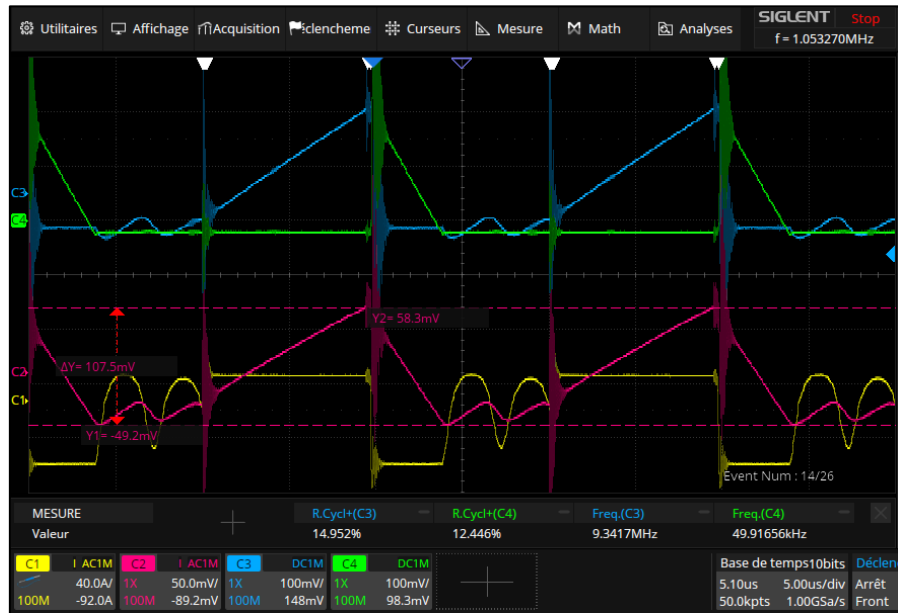 Utilitaires Affichage Acquisition clencheme Curseurs Mesure Math Analyses SIGLENT Stop
f = 1.053270MHz
C3
C4
Y2= 58.3mV
C2
ΔY= 107.5mV
C1
Y1= -49.2mV
Event Num : 14/26
MESURE R.Cycl+(C3) R.Cycl+(C4) Freq.(C3) Freq.(C4)
Valeur 14.952% 12.446% 9.3417MHz 49.91656kHz
C1 I AC1M C2 I AC1M C3 DC1M C4 DC1M Base de temps10bits Déclenc
40.0A/ 1X 50.0mV/ 1X 100mV/ 1X 100mV/ 5.10us 5.00us/div Arrêt
100M -92.0A 100M -89.2mV 100M 148mV 100M 98.3mV 50.0kpts 1.00GSa/s Front